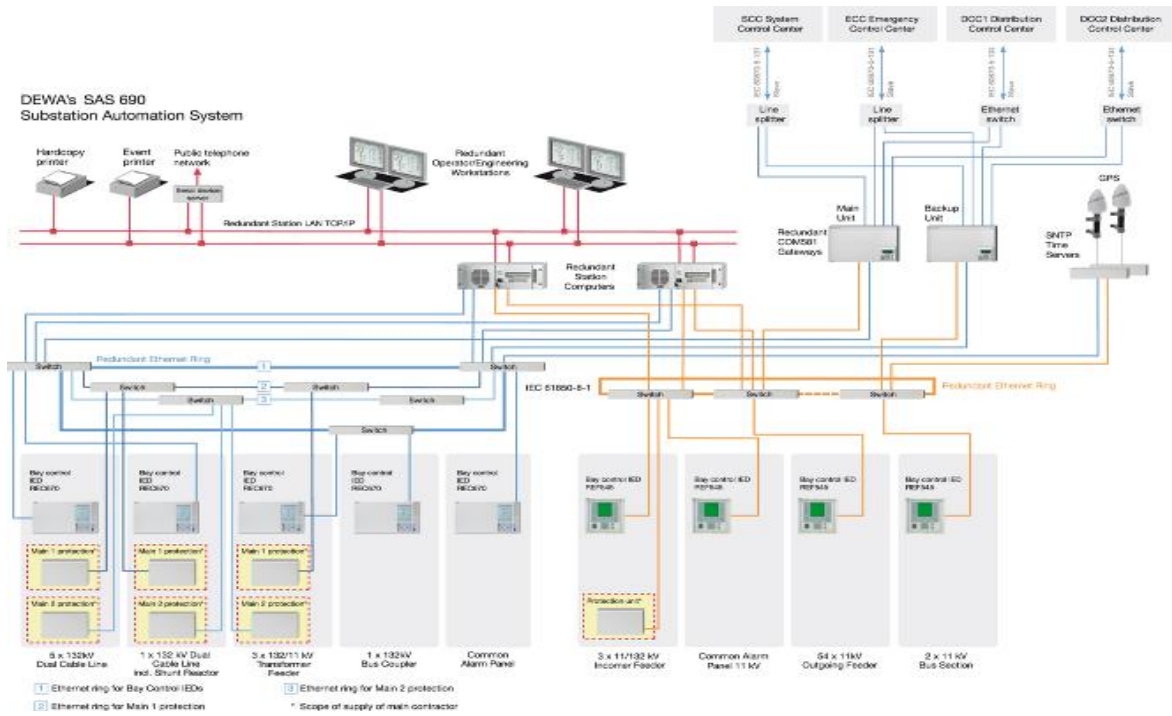 SCC System
Control Center
ECC Emergency
Control Center
DCC1 Distribution
Control Center
DCC2 Distribution
Control Center
Slave
Slave
Slave
Slave
Line
splitter
Line
splitter
Ethernet
switch
Ethernet
switch
DEWA's SAS 690
Substation Automation System
Hardcopy
printer
Event
printer
Public telephone
network
server
Redundant
Operator/Engineering
Workstations
GPS
Redundant Station LAN TCP/IP
Main
Unit
Backup
Unit
Redundant
COM581
Gateways
SNTP
Time
Servers
Redundant
Station
Computers
Redundant Ethernet Ring
Switch
1
Switch
Switch
2
Switch
Switch
3
Switch
Switch
IEC 61850-8-1
Redundant Ethernet Ring
Switch
Switch
Switch
Bay control
IED
REC670
Bay control
IED
REC670
Bay control
IED
REC670
Bay control
IED
REC670
Bay control
IED
REC670
Bay control IED
REF545
Bay control IED
REF545
Bay control IED
REF545
Bay control IED
REF545
Main 1 protection*
Main 1 protection*
Main 1 protection*
Main 2 protection*
Main 2 protection*
Main 2 protection*
Protection unit*
Dual Cable Line
1 x 132 kV Dual
Cable Line
incl. Shunt Reactor
3 x 132/11 kV
Transformer
Feeder
1 x 132kV
Bus Coupler
Common
Alarm Panel
3 x 11/132 kV
Incomer Feeder
Common Alarm
Panel 11 kV
54 x 11kV
Outgoing Feeder
2 x 11 kV
Bus Section
1 Ethernet ring for Bay Control IEDs
3 Ethernet ring for Main 2 protection
2 Ethernet ring for Main 1 protection
* Scope of supply of main contractor